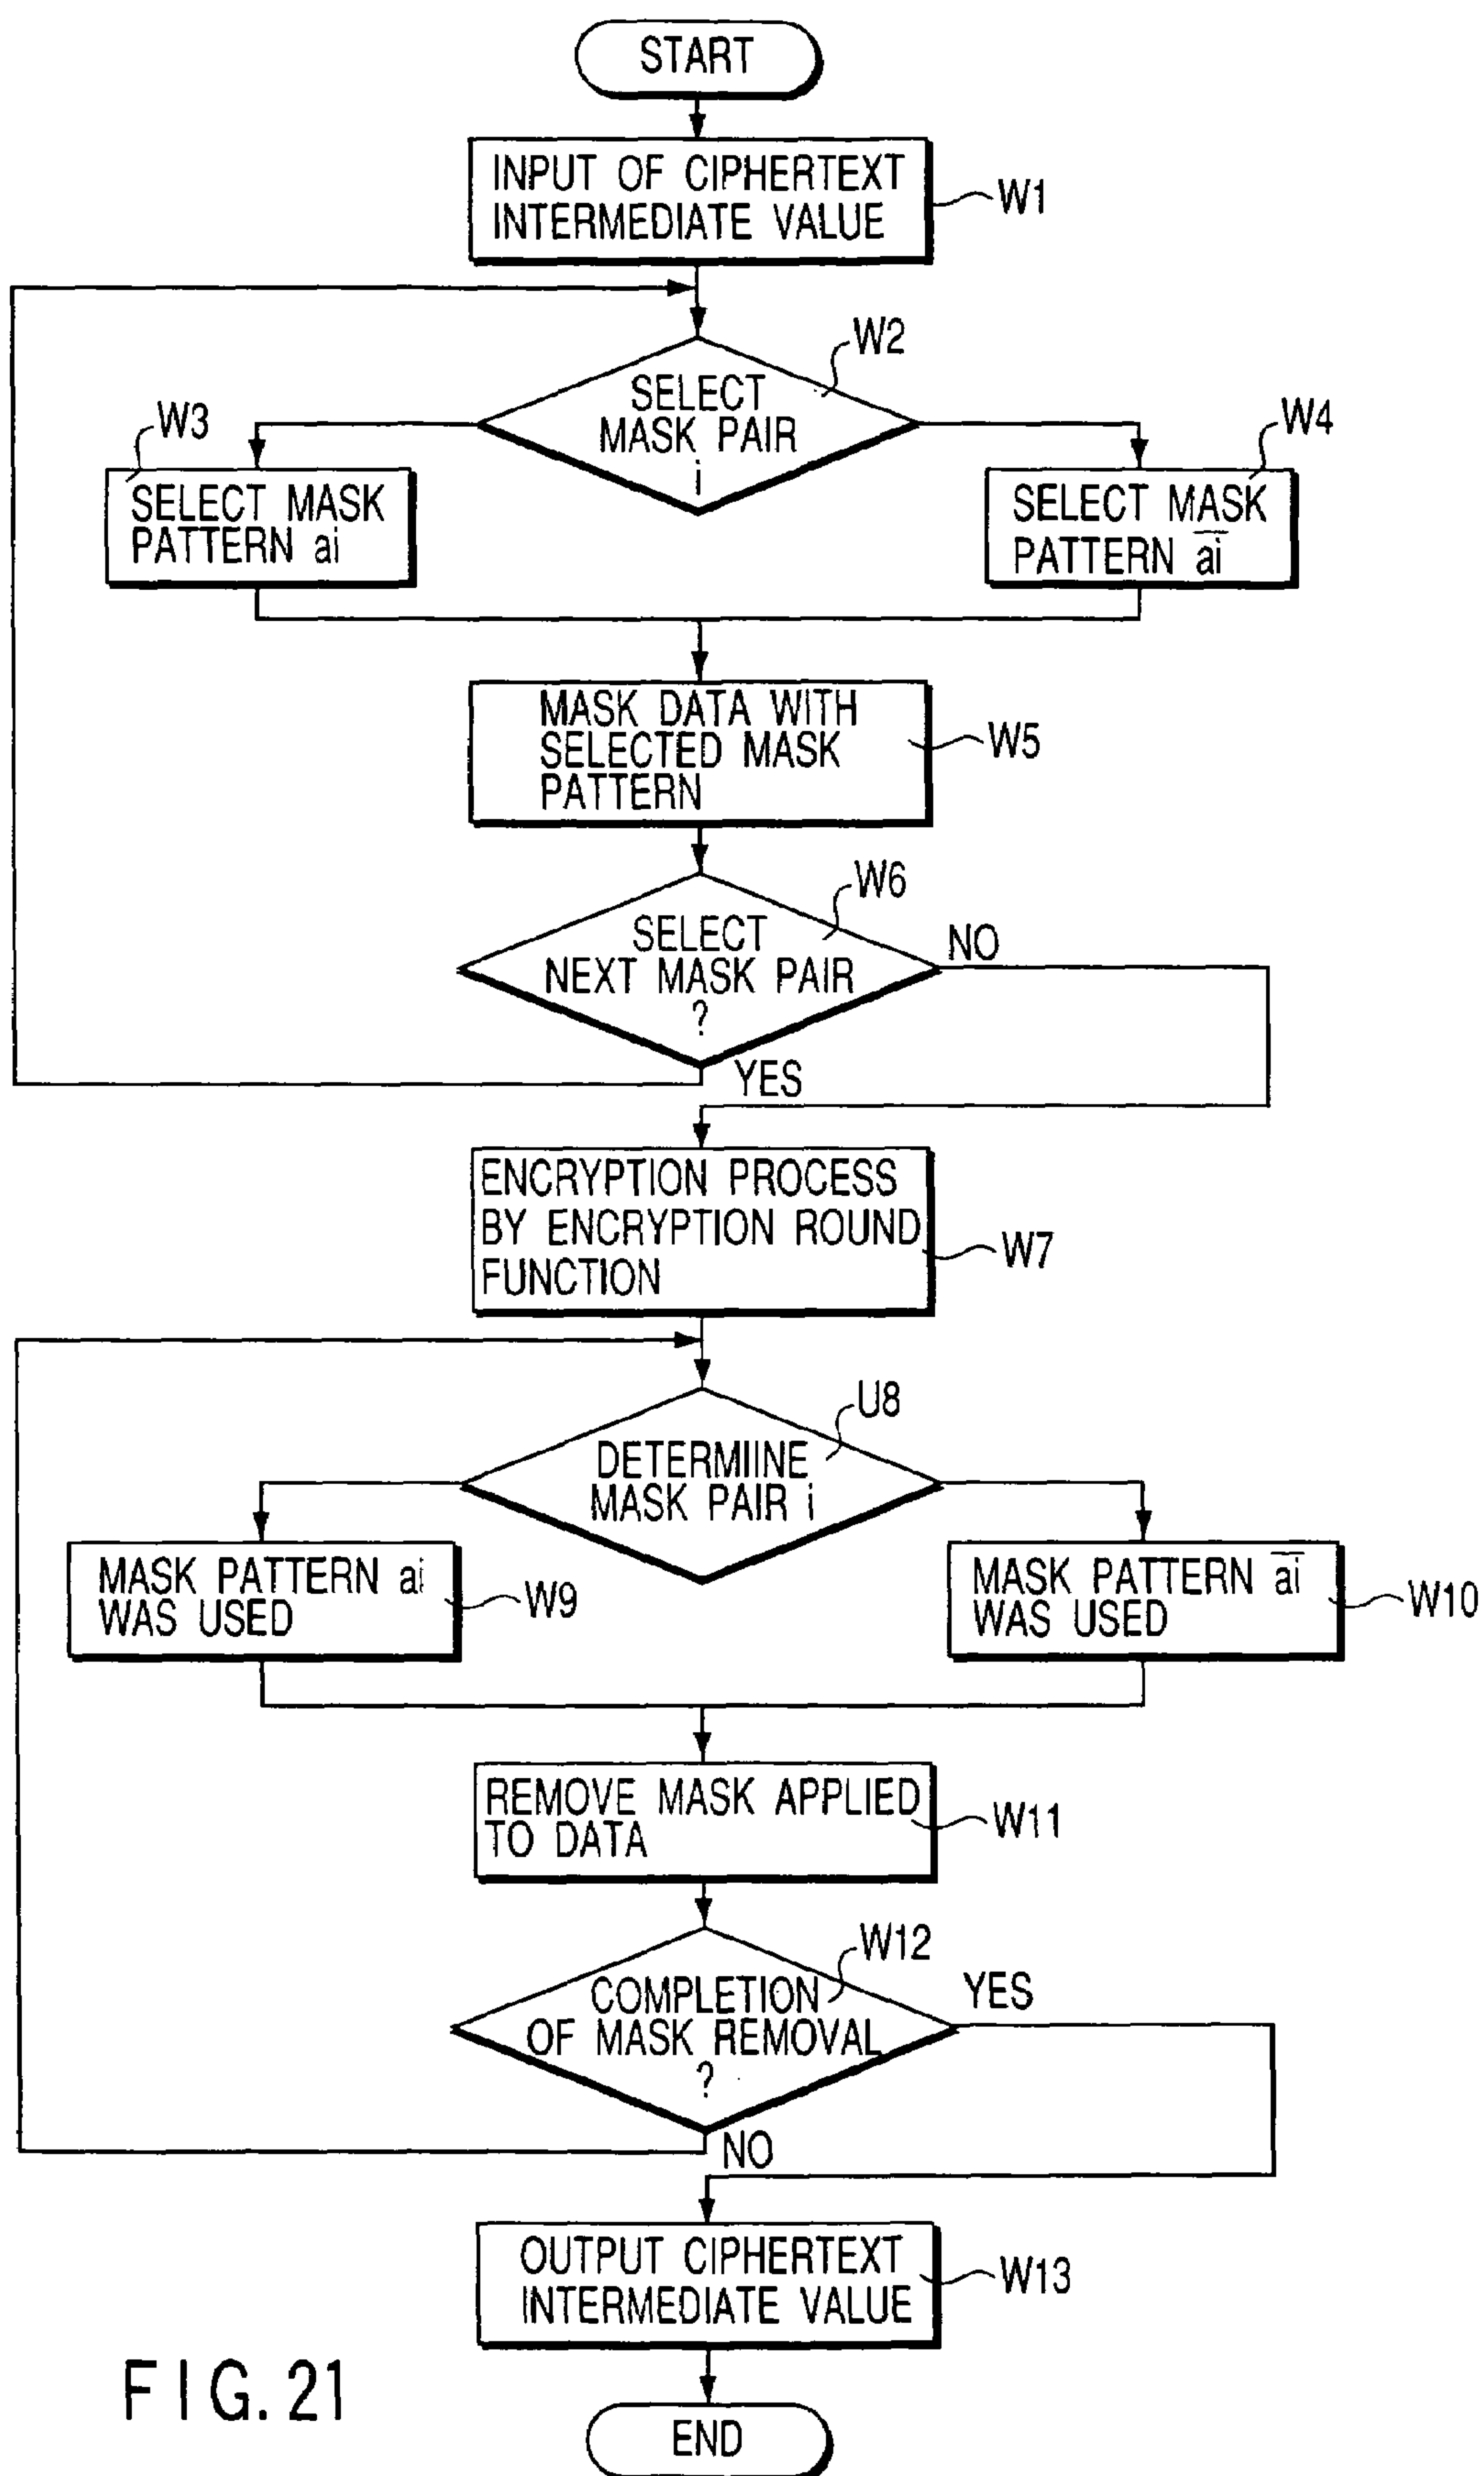 START
INPUT OF CIPHERTEXT
INTERMEDIATE VALUE
W1
W2
SELECT
MASK PAIR
i
W3
SELECT MASK
PATTERN ai
W4
SELECT MASK
PATTERN a̅i̅
MASK DATA WITH
SELECTED MASK
PATTERN
W5
W6
SELECT
NEXT MASK PAIR
?
NO
YES
ENCRYPTION PROCESS
BY ENCRYPTION ROUND
FUNCTION
W7
U8
DETERMIINE
MASK PAIR i
MASK PATTERN ai
WAS USED
W9
MASK PATTERN a̅i̅
WAS USED
W10
REMOVE MASK APPLIED
TO DATA
W11
W12
COMPLETION
OF MASK REMOVAL
?
YES
NO
OUTPUT CIPHERTEXT
INTERMEDIATE VALUE
W13
FIG. 21
END